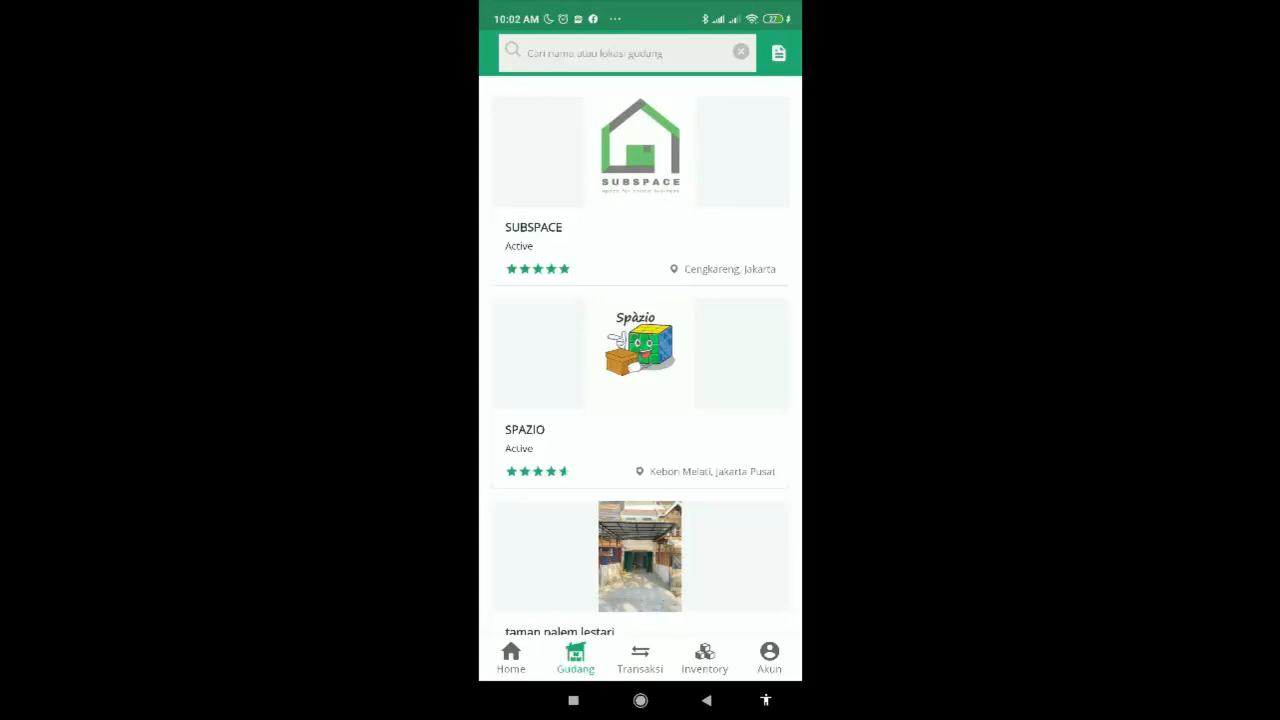 10:02 AM
27
Cari nama atau lokasi gudang
SUBSPACE
SUBSPACE
Active
Cengkareng, Jakarta
Spàzio
SPAZIO
Active
Kebon Melati, Jakarta Pusat
taman palem lestari
Home
Gudang
Transaksi
Inventory
Akun